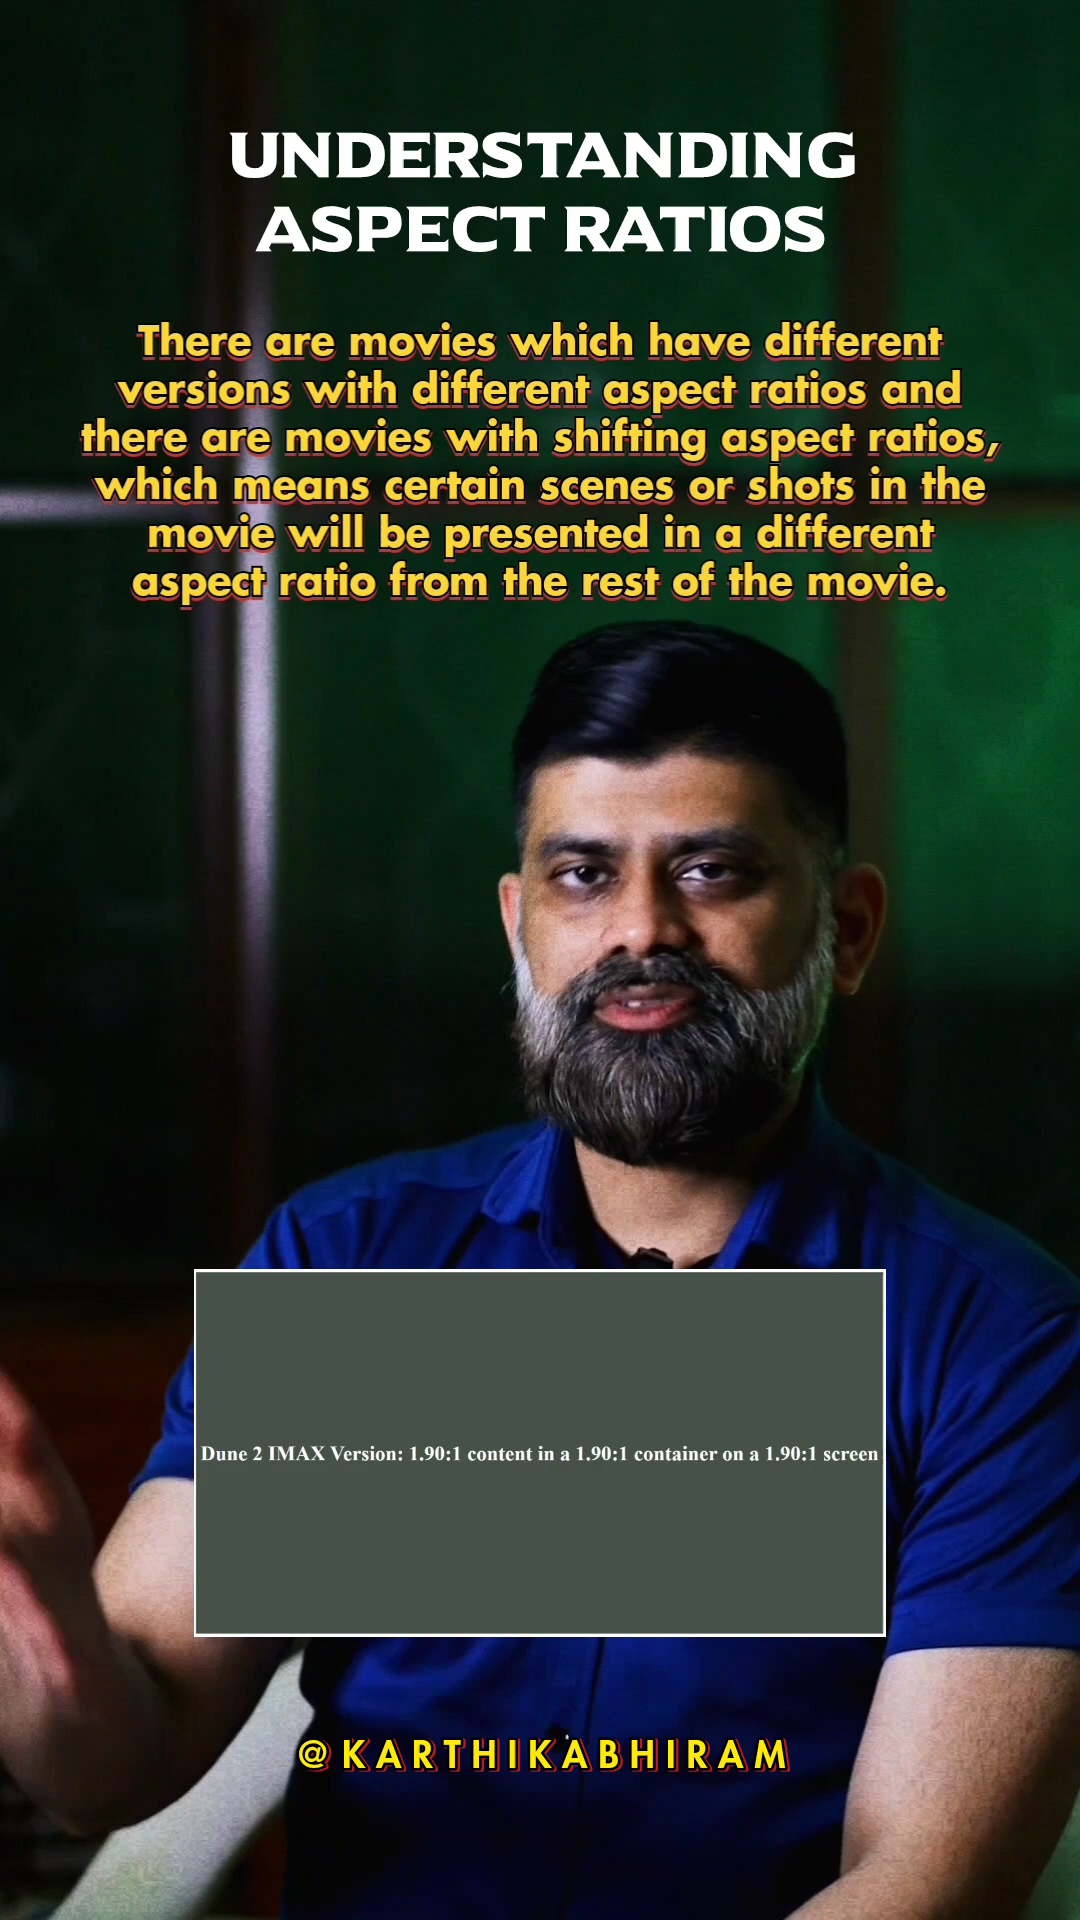 UNDERSTANDING
ASPECT RATIOS
There are movies which have different
versions with different aspect ratios and
there are movies with shifting aspect ratios,
which means certain scenes or shots in the
movie will be presented in a different
aspect ratio from the rest of the movie.
Dune 2 IMAX Version: 1.90:1 content in a 1.90:1 container on a 1.90:1 screen
@KARTHIKABHIRAM